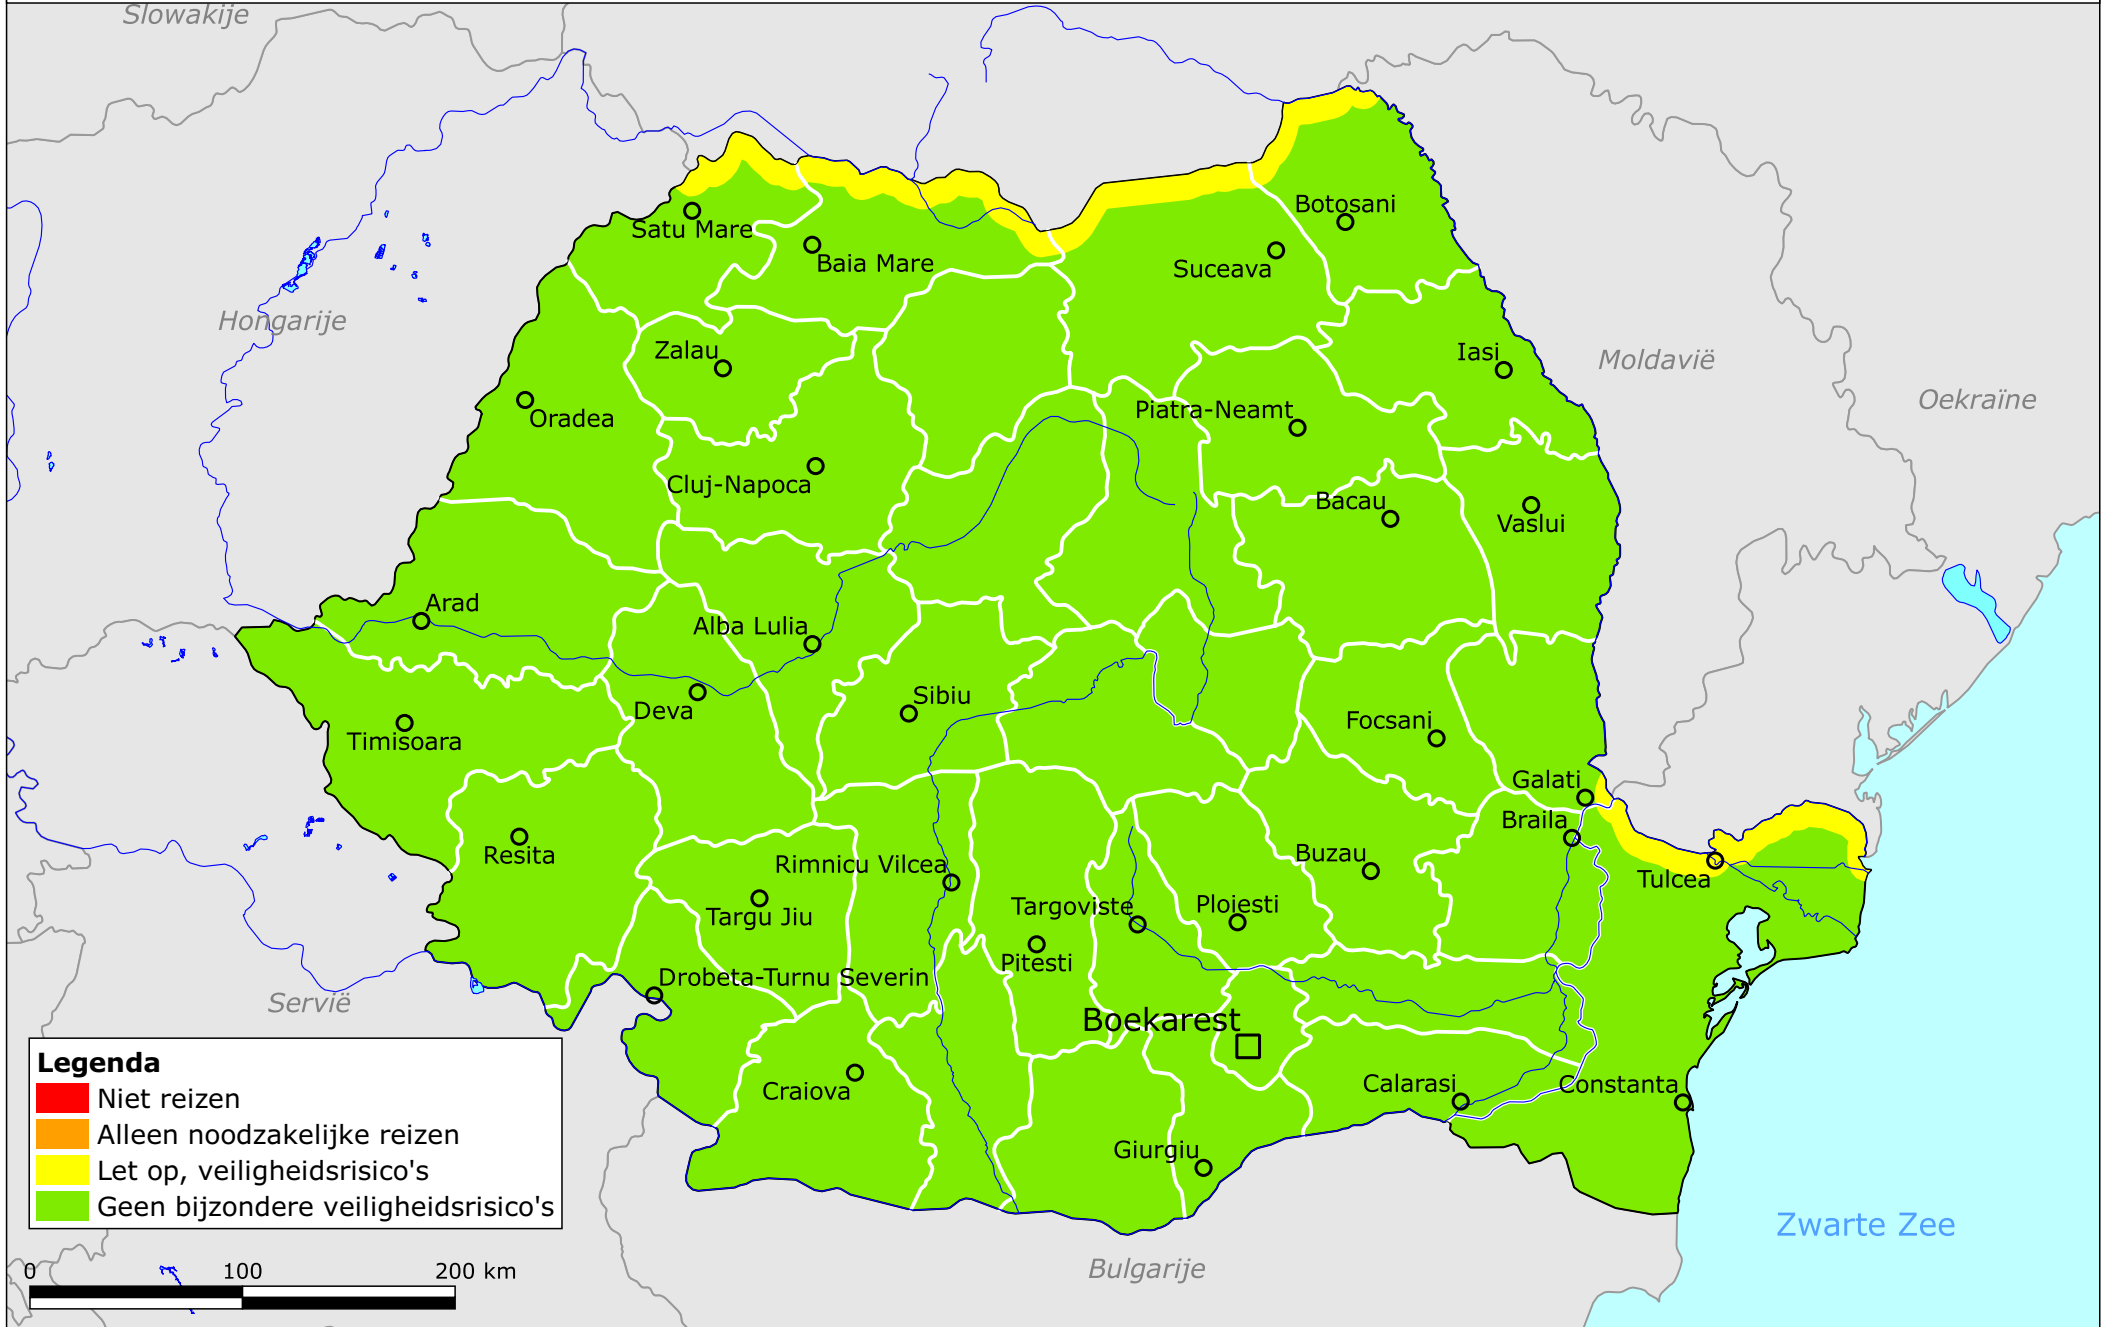 Slowakije
Botosani
Satu Mare
Baia Mare
Suceava
Hongarije
Zalau
Iasi
Moldavië
Oekraïne
Oradea
Piatra-Neamt
Cluj-Napoca
Bacau
Vaslui
Arad
Alba Lulia
Sibiu
Deva
Focsani
Timisoara
Galati
Braila
Resita
Buzau
Rimnicu Vilcea
Tulcea
Targu Jiu
Targoviste
Ploiesti
Pitesti
Drobeta-Turnu Severin
Servië
Boekarest
Craiova
Calarasi
Constanta
Giurgiu
Legenda
Niet reizen
Alleen noodzakelijke reizen
Let op, veiligheidsrisico's
Geen bijzondere veiligheidsrisico's
Zwarte Zee
Bulgarije
0 100 200 km